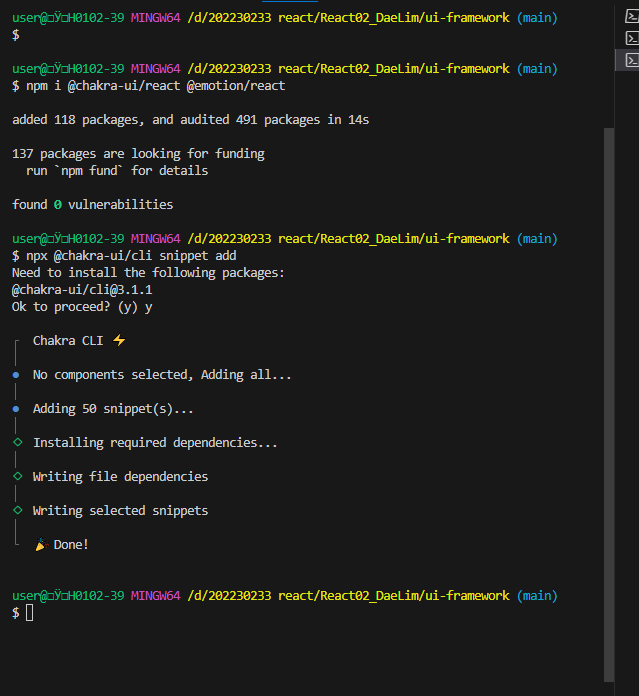 user@□Ÿ□H0102-39 MINGW64 /d/202230233 react/React02_DaeLim/ui-framework (main)
$
user@□Ÿ□H0102-39 MINGW64 /d/202230233 react/React02_DaeLim/ui-framework (main)
$ npm i @chakra-ui/react @emotion/react
added 118 packages, and audited 491 packages in 14s
137 packages are looking for funding
  run `npm fund` for details
found 0 vulnerabilities
user@□Ÿ□H0102-39 MINGW64 /d/202230233 react/React02_DaeLim/ui-framework (main)
$ npx @chakra-ui/cli snippet add
Need to install the following packages:
@chakra-ui/cli@3.1.1
Ok to proceed? (y) y
Chakra CLI ⚡
No components selected, Adding all...
Adding 50 snippet(s)...
Installing required dependencies...
Writing file dependencies
Writing selected snippets
🎉 Done!
user@□Ÿ□H0102-39 MINGW64 /d/202230233 react/React02_DaeLim/ui-framework (main)
$